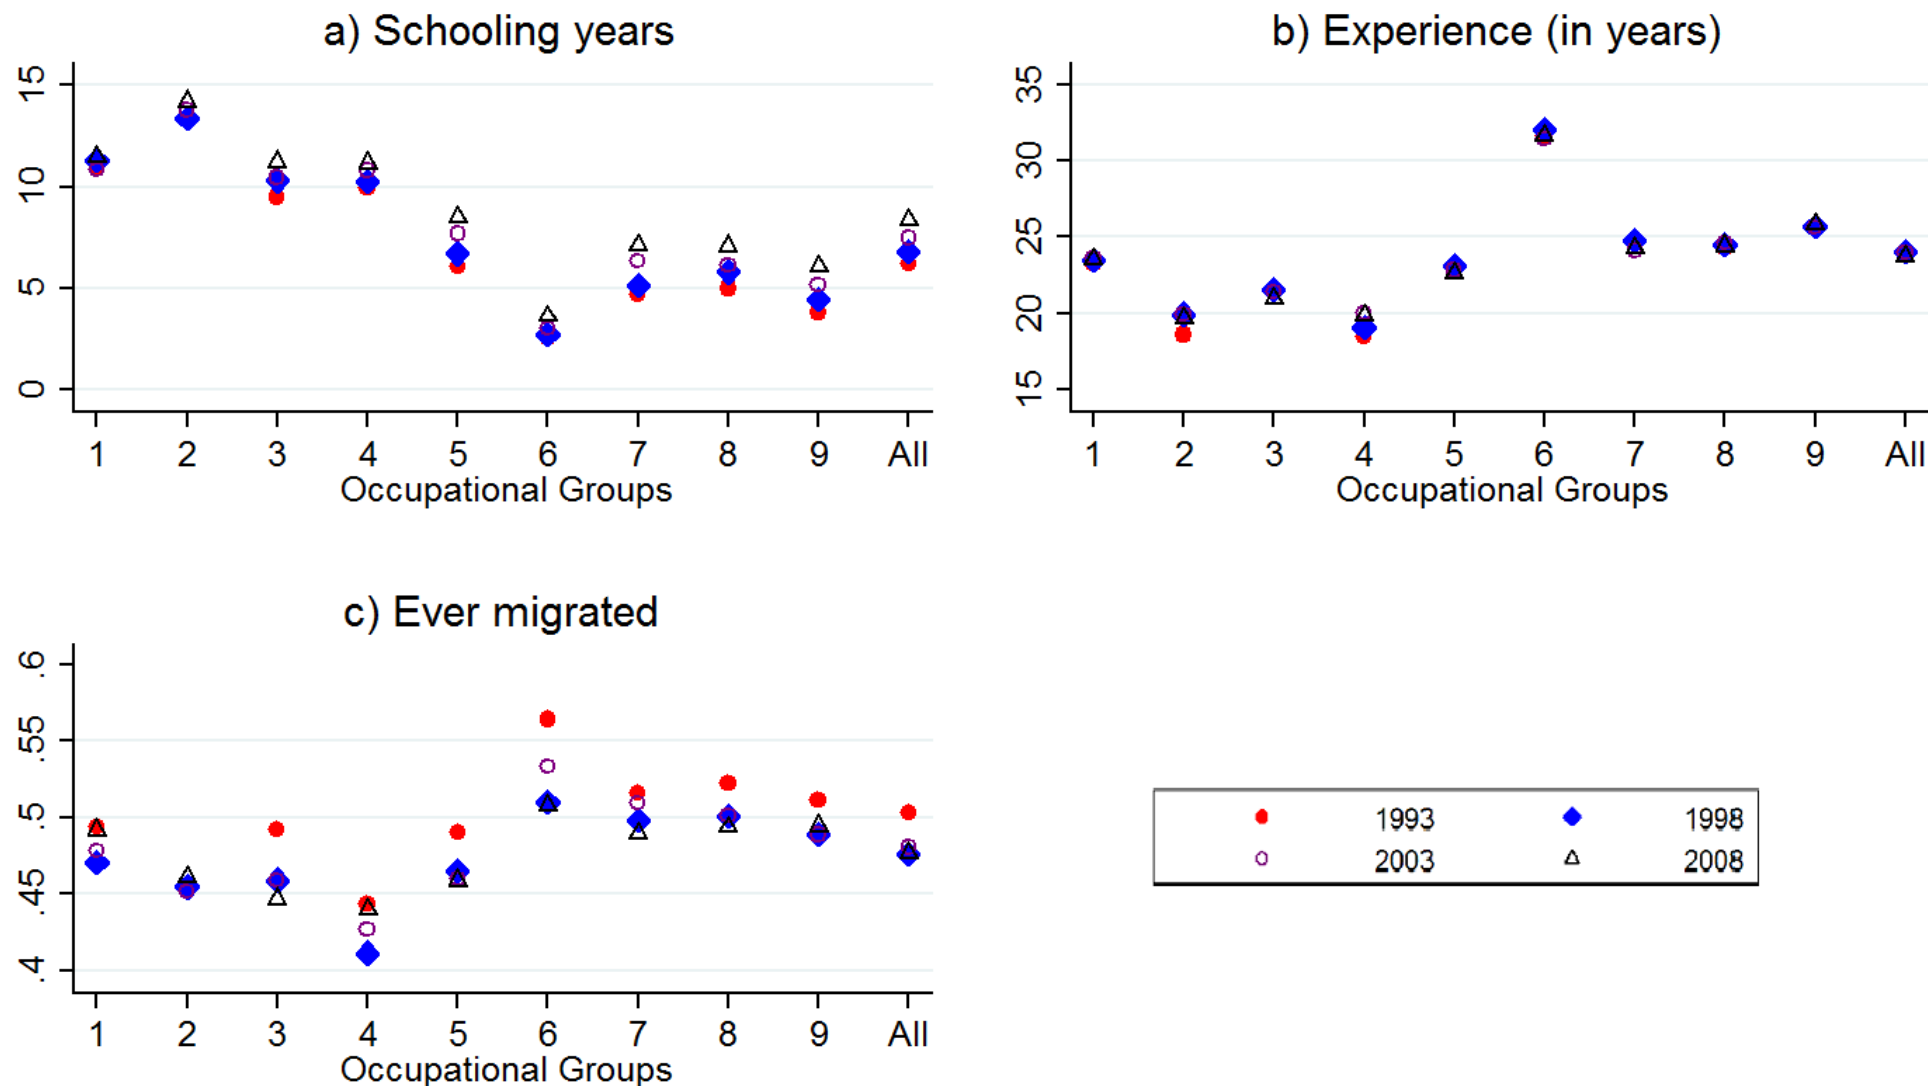 a) Schooling years
15
10
5
0
1 2 3 4 5 6 7 8 9 All
Occupational Groups
b) Experience (in years)
35
30
25
20
15
1 2 3 4 5 6 7 8 9 All
Occupational Groups
c) Ever migrated
.6
.55
.5
.45
.4
1 2 3 4 5 6 7 8 9 All
Occupational Groups
1993 1998
2003 2008